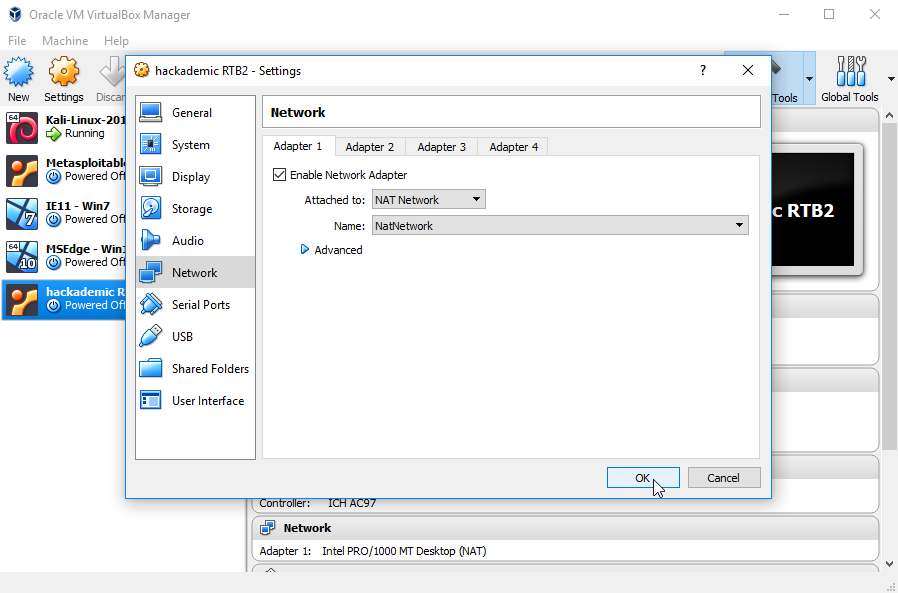 Oracle VM VirtualBox Manager
File Machine Help
New Settings Discar Tools Global Tools
64 Kali-Linux-201
Running
Metasploitable
Powered Off
7 IE11 - Win7
Powered Off
64 10 MSEdge - Win1
Powered Off
hackademic R
Powered Off
hackademic RTB2 - Settings ?
General
System
Display
Storage
Audio
Network
Serial Ports
USB
Shared Folders
User Interface
Network
Adapter 1 Adapter 2 Adapter 3 Adapter 4
Enable Network Adapter
Attached to: NAT Network
Name: NatNetwork
Advanced
OK Cancel
c RTB2
Controller: ICH AC97
Network
Adapter 1: Intel PRO/1000 MT Desktop (NAT)